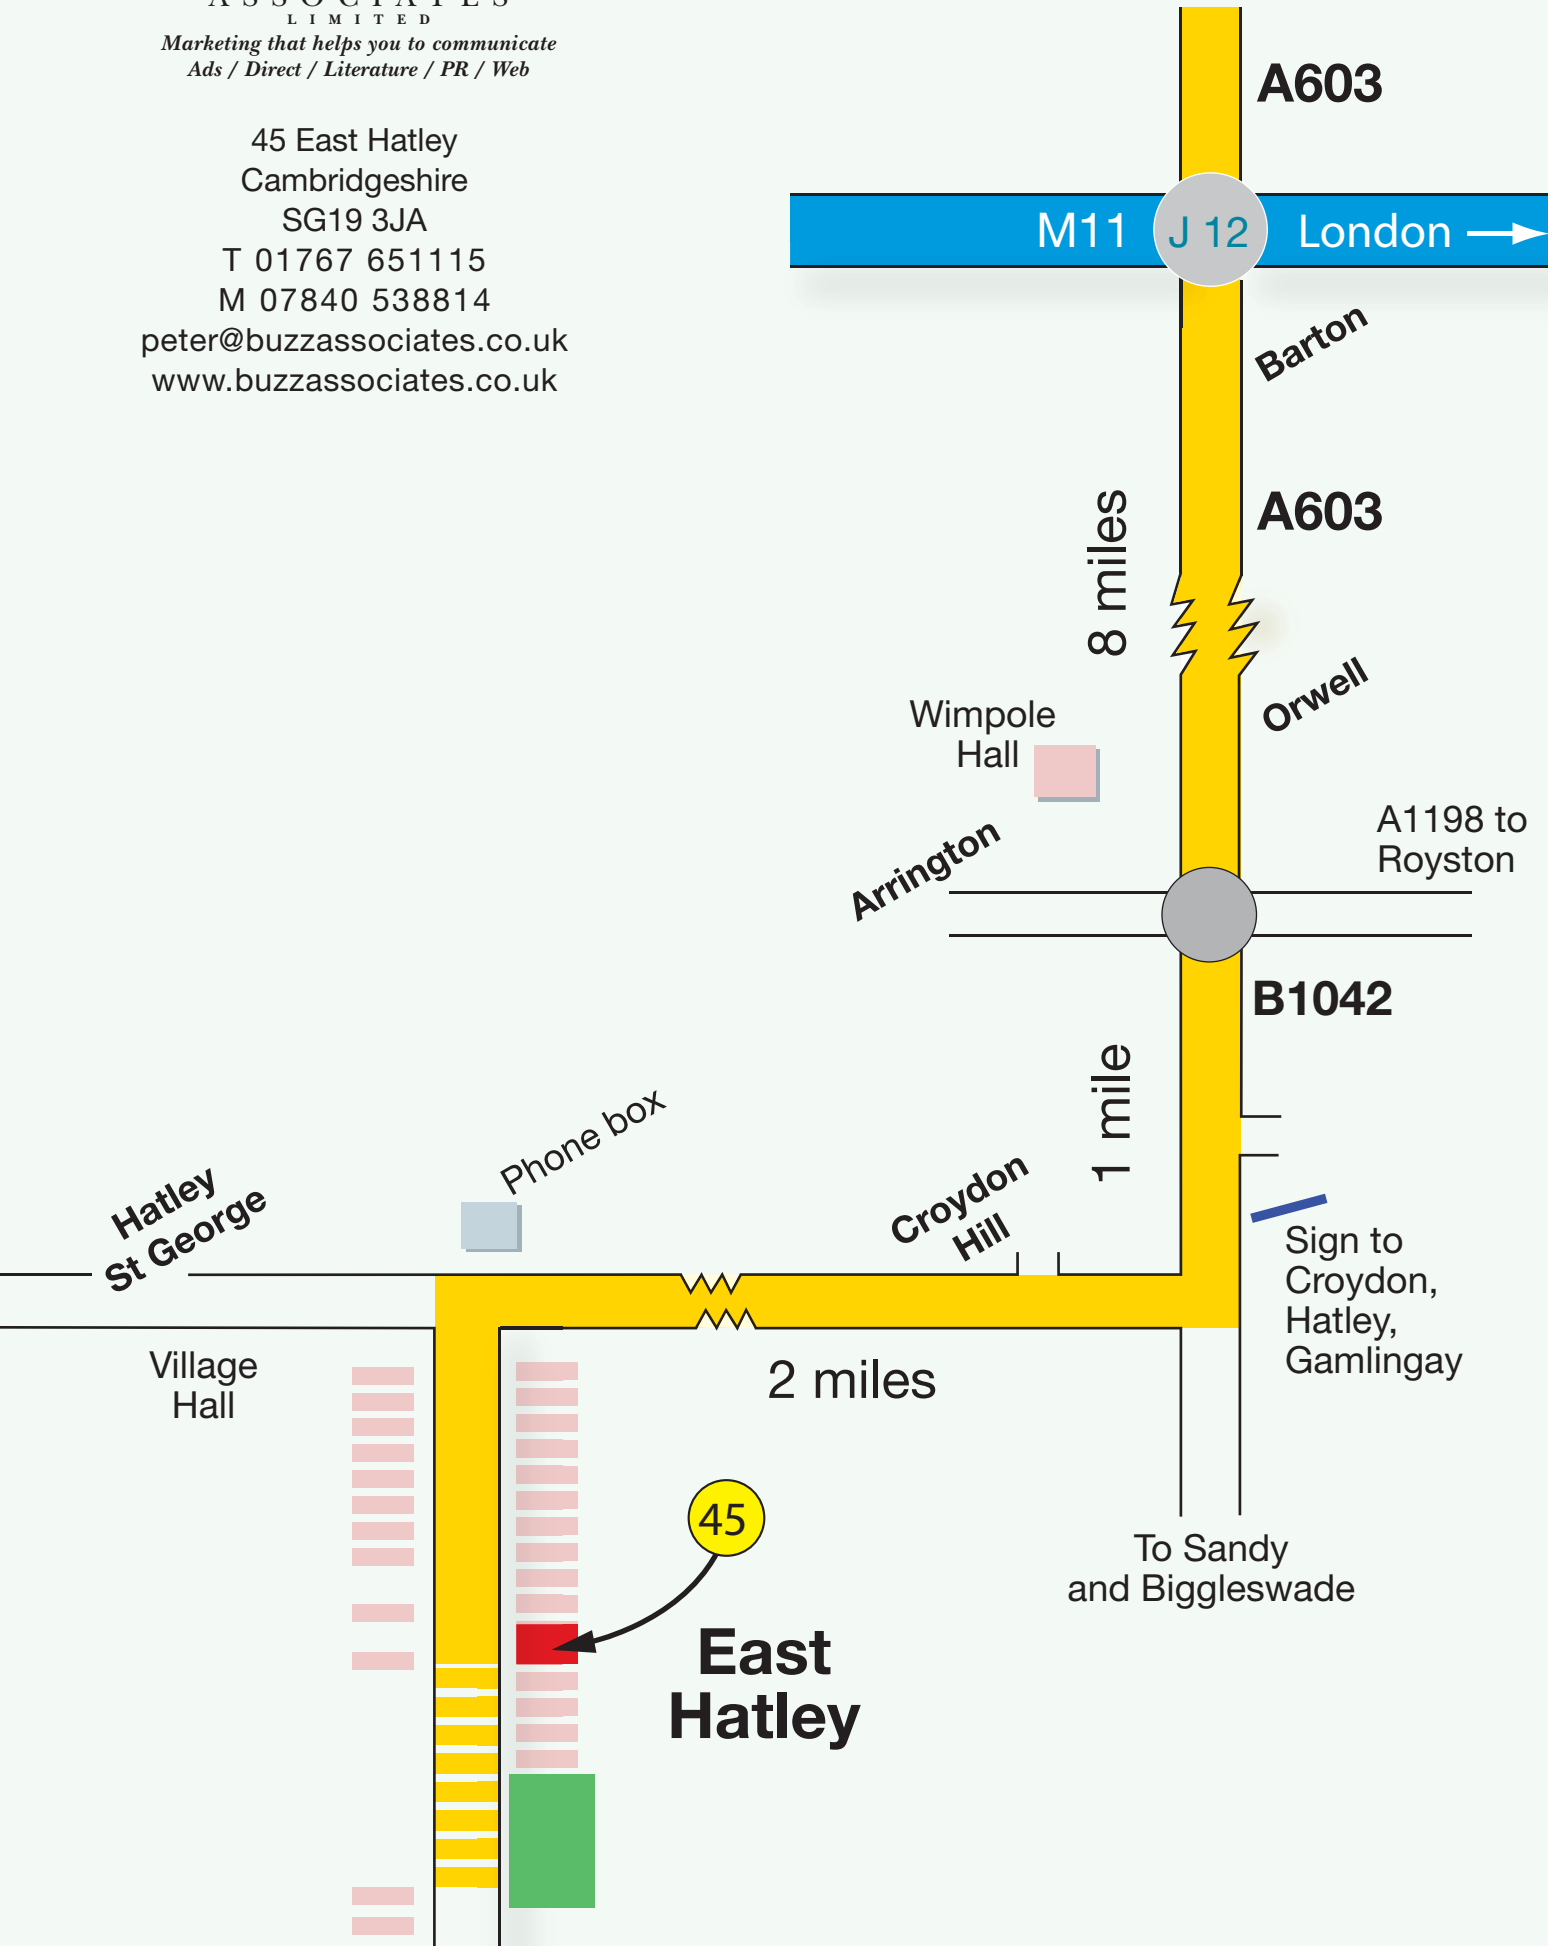 ASSOCIATES
LIMITED
Marketing that helps you to communicate
Ads / Direct / Literature / PR / Web
45 East Hatley
Cambridgeshire
SG19 3JA
T 01767 651115
M 07840 538814
peter@buzzassociates.co.uk
www.buzzassociates.co.uk
A603
M11
J 12
London
Barton
A603
8 miles
Orwell
Wimpole
Hall
A1198 to
Royston
Arrington
B1042
1 mile
Phone box
Croydon
Hill
Hatley
St George
Sign to
Croydon,
Hatley,
Gamlingay
Village
Hall
2 miles
45
To Sandy
and Biggleswade
East
Hatley